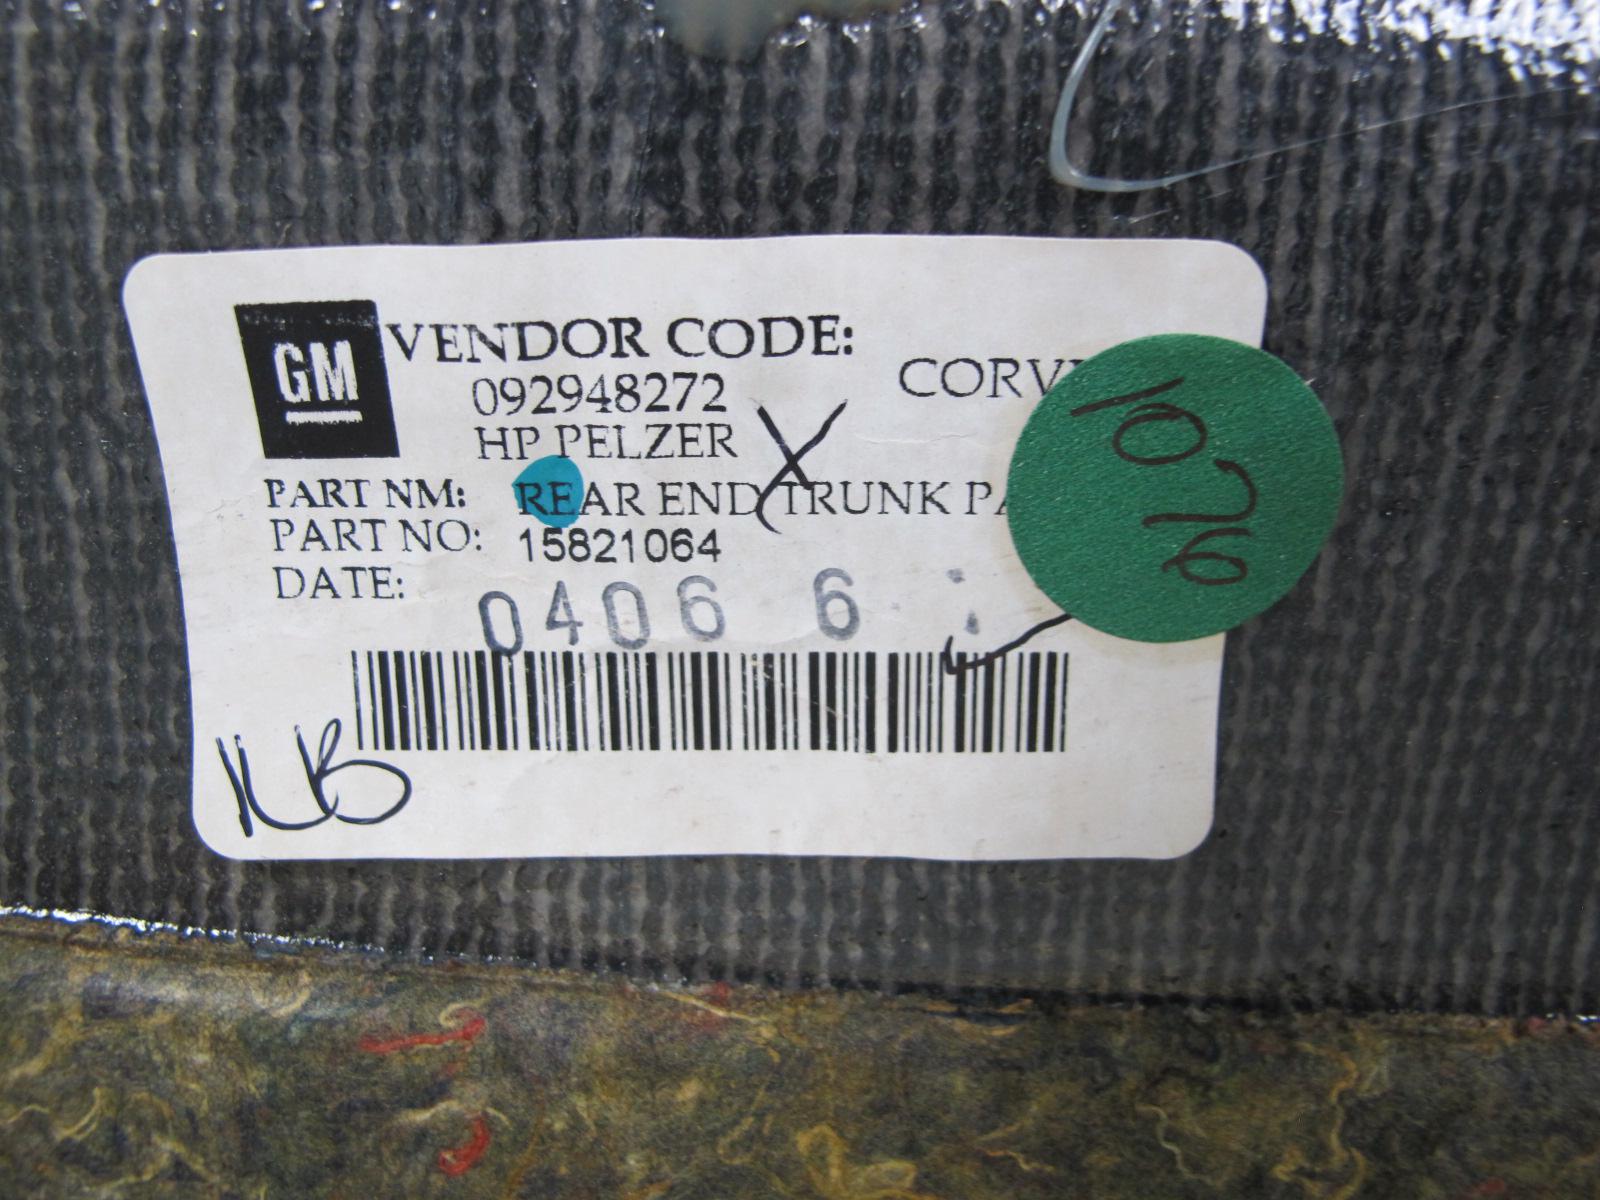 GM
VENDOR CODE:
092948272
CORV
HP PELZER
X
PART NM: REAR END TRUNK PA
PART NO: 15821064
DATE: 0406 6
1076